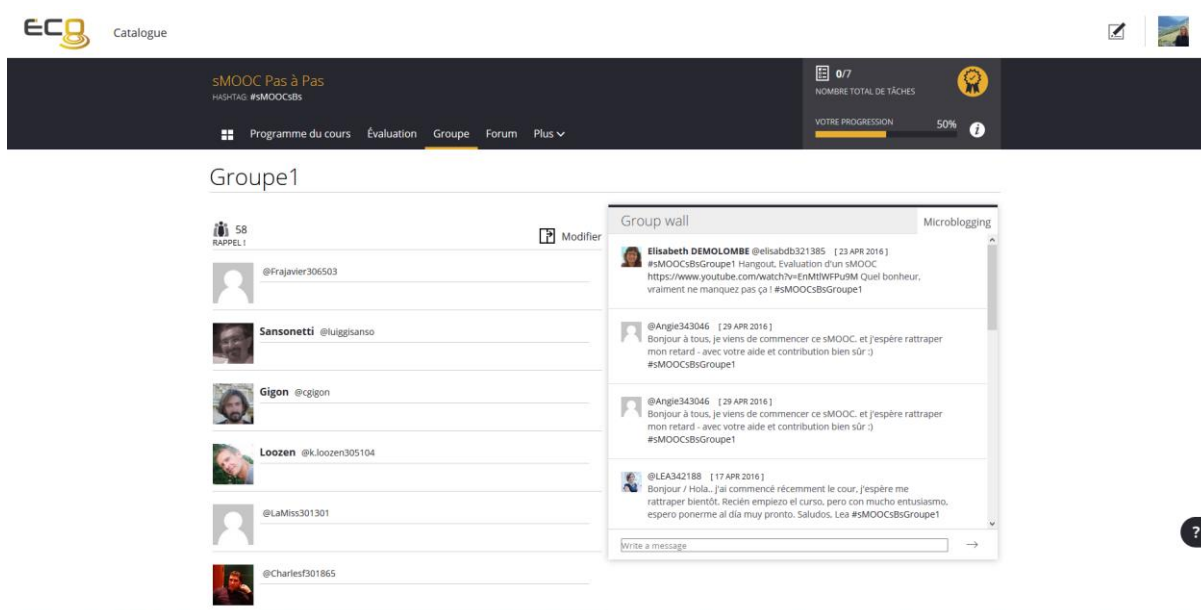 ECO
Catalogue
sMOOC Pas à Pas
HASHTAG: #sMOOCsBs
0/7
NOMBRE TOTAL DE TÂCHES
VOTRE PROGRESSION
50%
i
Programme du cours Évaluation Groupe Forum Plus
Groupe1
58
RAPPEL !
Modifier
@Frajavier306503
Sansonetti @luiggisanso
Gigon @cgigon
Loozen @k.loozen305104
@LaMiss301301
@Charlesf301865
Group wall
Microblogging
Elisabeth DEMOLOMBE @elisabdb321385 [ 23 APR 2016 ]
#sMOOCsBsGroupe1 Hangout, Evaluation d'un sMOOC
https://www.youtube.com/watch?v=EnMtlWFPu9M Quel bonheur,
vraiment ne manquez pas ça ! #sMOOCsBsGroupe1
@Angie343046 [ 29 APR 2016 ]
Bonjour à tous, je viens de commencer ce sMOOC. et j'espère rattraper
mon retard - avec votre aide et contribution bien sûr :)
#sMOOCsBsGroupe1
@Angie343046 [ 29 APR 2016 ]
Bonjour à tous, je viens de commencer ce sMOOC. et j'espère rattraper
mon retard - avec votre aide et contribution bien sûr :)
#sMOOCsBsGroupe1
@LEA342188 [ 17 APR 2016 ]
Bonjour / Hola.. j'ai commencé récemment le cour, j'espère me
rattraper bientôt. Recién empiezo el curso, pero con mucho entusiasmo,
espero ponerme al día muy pronto. Saludos, Lea #sMOOCsBsGroupe1
Write a message
?